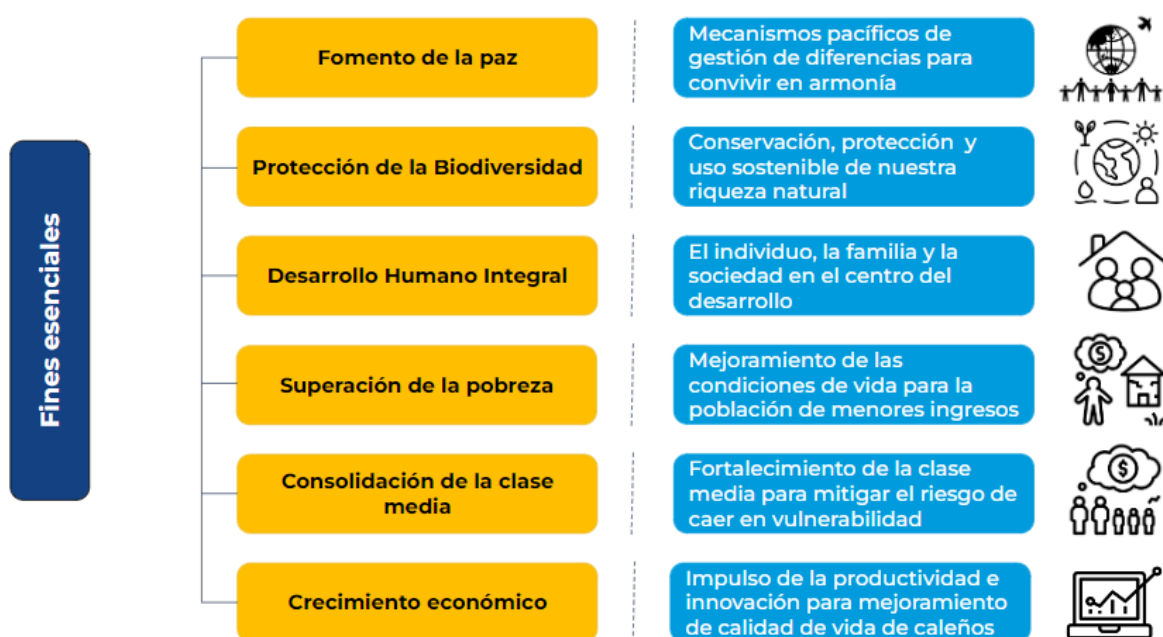 Fines esenciales
Fomento de la paz
Mecanismos pacíficos de
gestión de diferencias para
convivir en armonía
Protección de la Biodiversidad
Conservación, protección y
uso sostenible de nuestra
riqueza natural
Desarrollo Humano Integral
El individuo, la familia y la
sociedad en el centro del
desarrollo
Superación de la pobreza
Mejoramiento de las
condiciones de vida para la
población de menores ingresos
Consolidación de la clase
media
Fortalecimiento de la clase
media para mitigar el riesgo de
caer en vulnerabilidad
Crecimiento económico
Impulso de la productividad e
innovación para mejoramiento
de calidad de vida de caleños